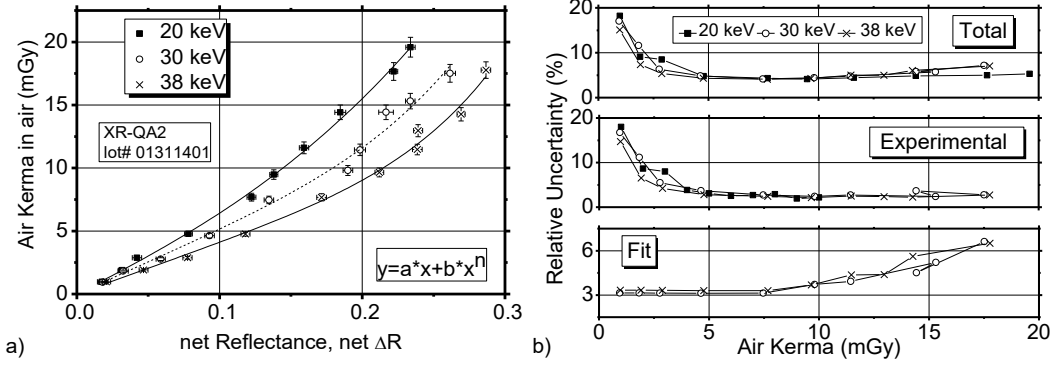 20 keV
30 keV
38 keV
XR-QA2
lot# 01311401
y=a*x+b*x^n
Air Kerma in air (mGy)
20
15
10
5
0
0.0
0.1
0.2
0.3
net Reflectance, net ΔR
a)
20 keV 30 keV 38 keV
Total
Experimental
Fit
Relative Uncertainty (%)
20
10
0
20
10
0
6
3
0
5
10
15
20
Air Kerma (mGy)
b)